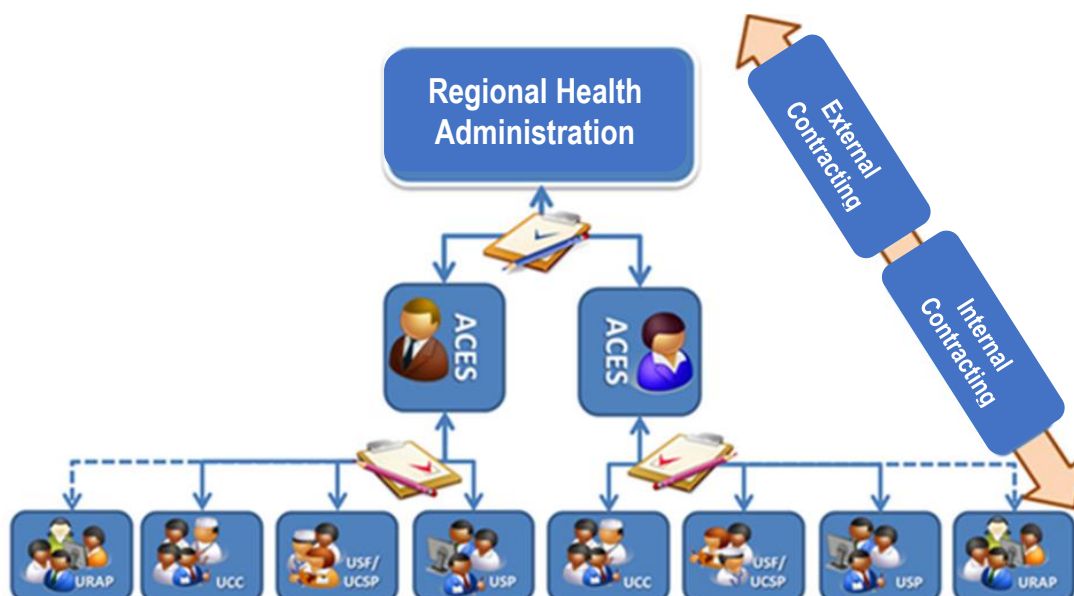 Regional Health
Administration
External
Contracting
Internal
Contracting
ACES
ACES
URAP
UCC
USF/
UCSP
USP
UCC
USF/
UCSP
USP
URAP